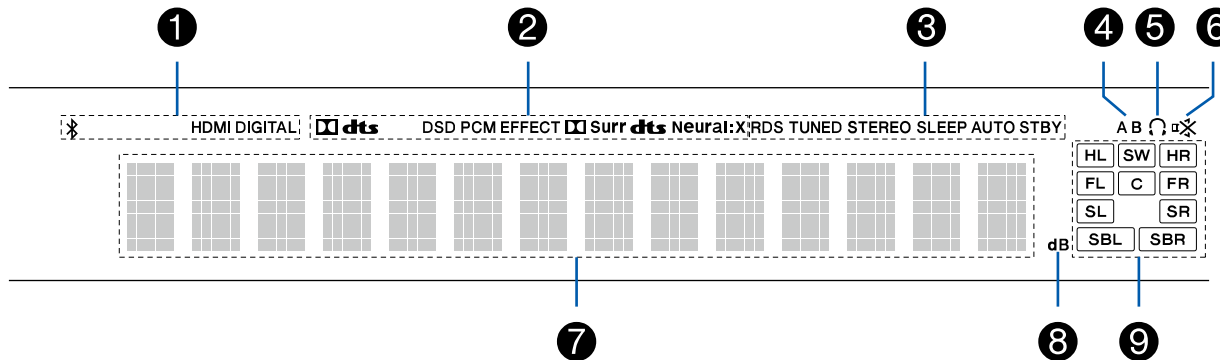 1 2 3 4 5 6
HDMI DIGITAL dts DSD PCM EFFECT Surr dts Neural:X RDS TUNED STEREO SLEEP AUTO STBY A B
HL SW HR
FL C FR
SL SR
SBL SBR
dB
7 8 9